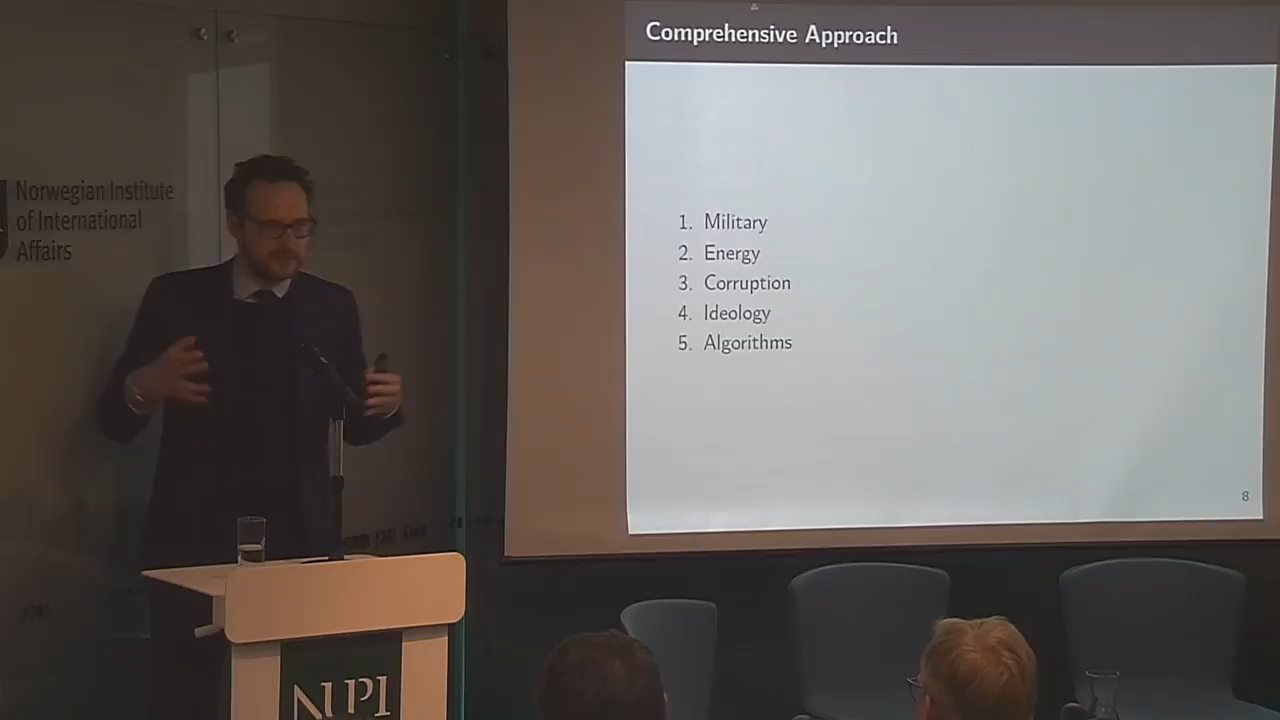 Comprehensive Approach
Norwegian Institute
of International
Affairs
1. Military
2. Energy
3. Corruption
4. Ideology
5. Algorithms
8
NUPI